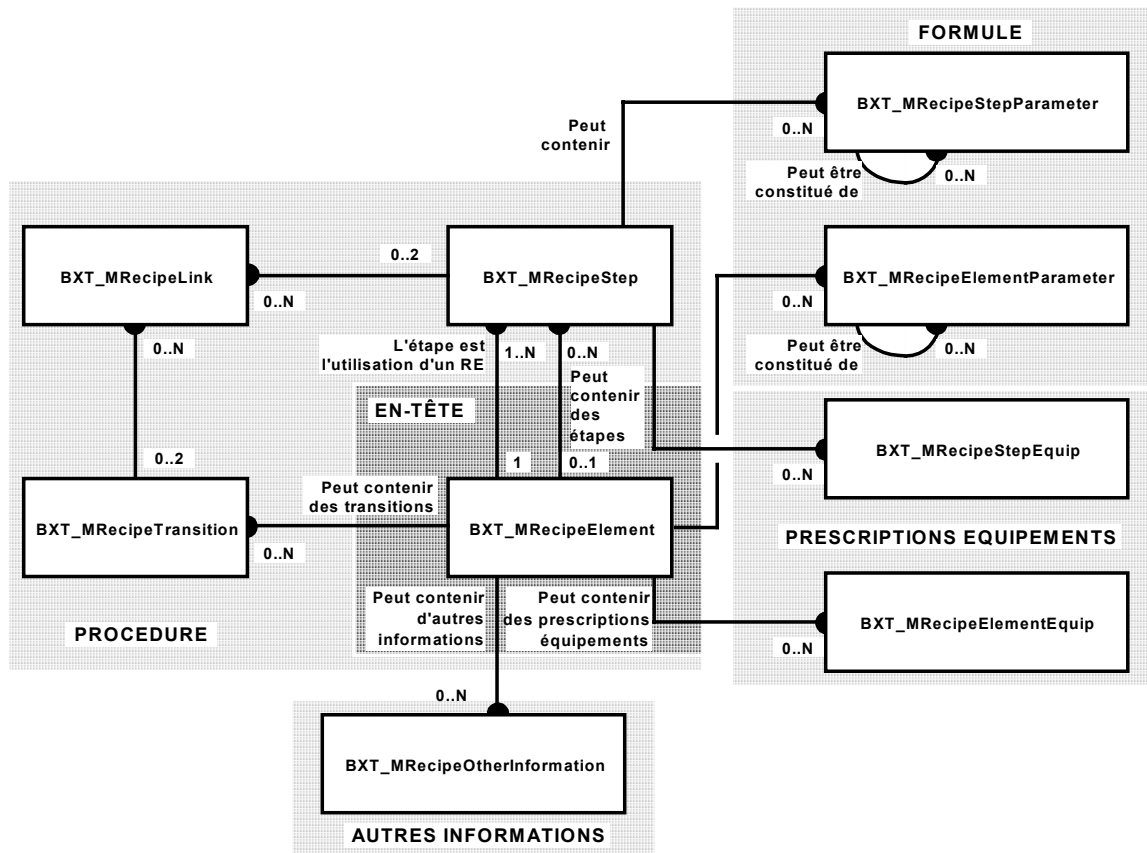 FORMULE
BXT_MRecipeStepParameter
0..N
Peut
contenir
Peut être
constitué de
0..N
BXT_MRecipeLink
0..2
0..N
BXT_MRecipeStep
BXT_MRecipeElementParameter
0..N
0..N
L'étape est
l'utilisation d'un RE
1..N
0..N
Peut être
constitué de
0..N
Peut
contenir
des
étapes
EN-TÊTE
BXT_MRecipeStepEquip
0..N
0..2
1
0..1
Peut contenir
des transitions
BXT_MRecipeTransition
0..N
BXT_MRecipeElement
PRESCRIPTIONS EQUIPEMENTS
Peut contenir
d'autres
informations
Peut contenir
des prescriptions
équipements
BXT_MRecipeElementEquip
0..N
PROCEDURE
0..N
BXT_MRecipeOtherInformation
AUTRES INFORMATIONS